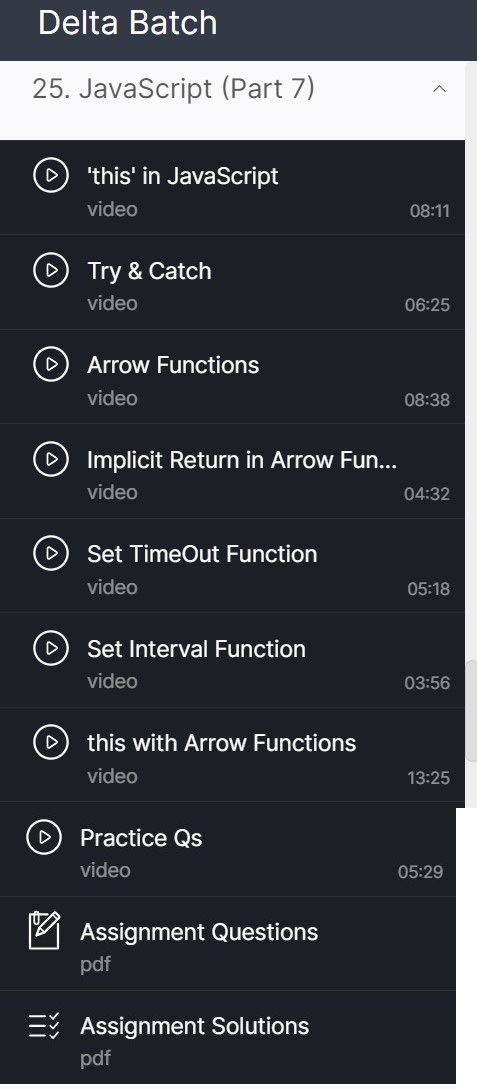 Delta Batch
25. JavaScript (Part 7)
'this' in JavaScript
video
08:11
Try & Catch
video
06:25
Arrow Functions
video
08:38
Implicit Return in Arrow Fun...
video
04:32
Set TimeOut Function
video
05:18
Set Interval Function
video
03:56
this with Arrow Functions
video
13:25
Practice Qs
video
05:29
Assignment Questions
pdf
Assignment Solutions
pdf